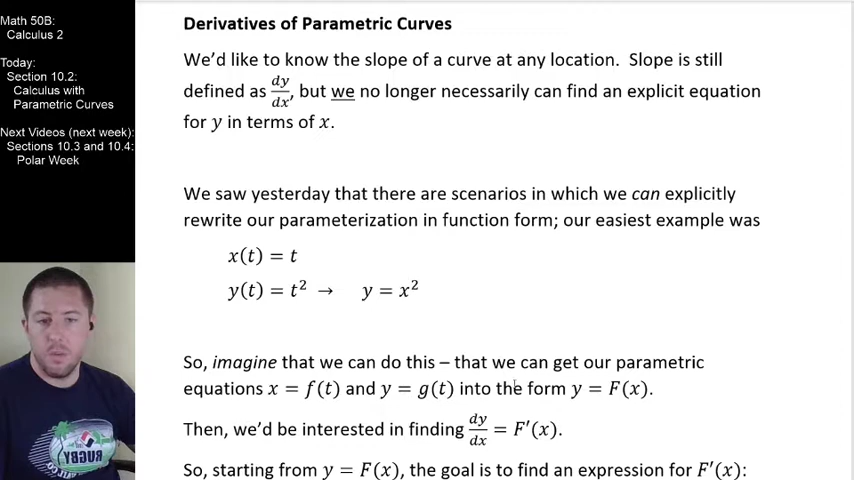 Math 50B:
Calculus 2
Today:
Section 10.2:
Calculus with
Parametric Curves
Next Videos (next week):
Sections 10.3 and 10.4:
Polar Week
Derivatives of Parametric Curves
We'd like to know the slope of a curve at any location. Slope is still
defined as dy/dx, but we no longer necessarily can find an explicit equation
for y in terms of x.
We saw yesterday that there are scenarios in which we can explicitly
rewrite our parameterization in function form; our easiest example was
x(t) = t
y(t) = t² → y = x²
So, imagine that we can do this – that we can get our parametric
equations x = f(t) and y = g(t) into the form y = F(x).
Then, we'd be interested in finding dy/dx = F′(x).
So, starting from y = F(x), the goal is to find an expression for F′(x):
RUGBY